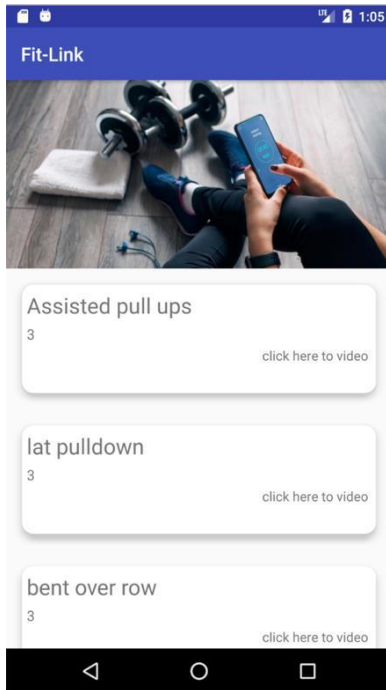 LTE 1:05
Fit-Link
Assisted pull ups
3
click here to video
lat pulldown
3
click here to video
bent over row
3
click here to video